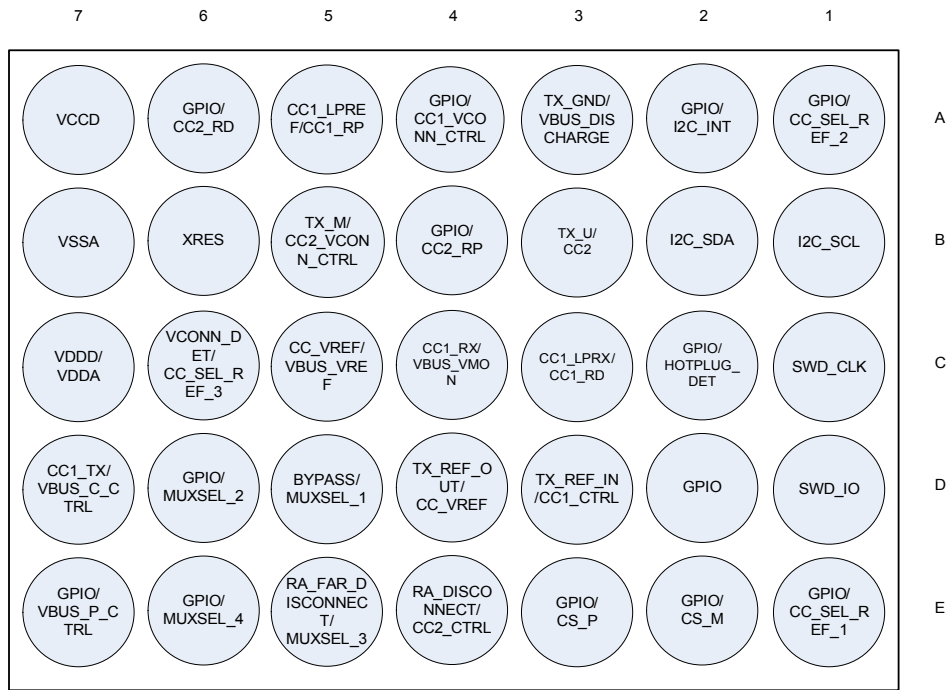 7 6 5 4 3 2 1
VCCD
GPIO/
CC2_RD
CC1_LPRE
F/CC1_RP
GPIO/
CC1_VCO
NN_CTRL
TX_GND/
VBUS_DIS
CHARGE
GPIO/
I2C_INT
GPIO/
CC_SEL_R
EF_2
A
VSSA
XRES
TX_M/
CC2_VCON
N_CTRL
GPIO/
CC2_RP
TX_U/
CC2
I2C_SDA
I2C_SCL
B
VDDD/
VDDA
VCONN_D
ET/
CC_SEL_R
EF_3
CC_VREF/
VBUS_VRE
F
CC1_RX/
VBUS_VMO
N
CC1_LPRX/
CC1_RD
GPIO/
HOTPLUG_
DET
SWD_CLK
C
CC1_TX/
VBUS_C_C
TRL
GPIO/
MUXSEL_2
BYPASS/
MUXSEL_1
TX_REF_O
UT/
CC_VREF
TX_REF_IN
/CC1_CTRL
GPIO
SWD_IO
D
GPIO/
VBUS_P_C
TRL
GPIO/
MUXSEL_4
RA_FAR_D
ISCONNEC
T/
MUXSEL_3
RA_DISCO
NNECT/
CC2_CTRL
GPIO/
CS_P
GPIO/
CS_M
GPIO/
CC_SEL_R
EF_1
E